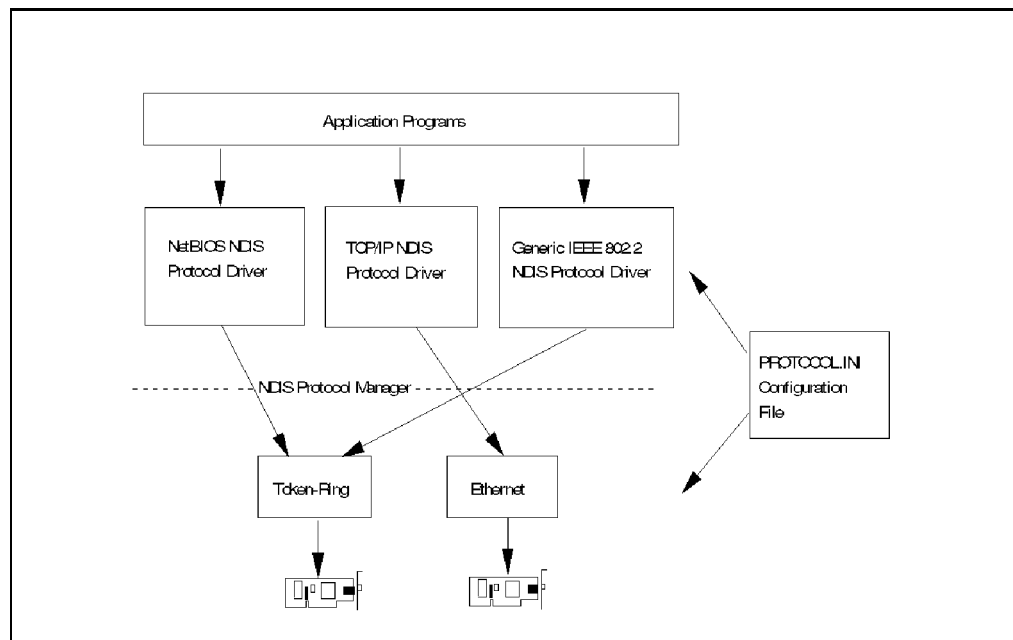 Application Programs
NetBIOS NDIS
Protocol Driver
TCP/IP NDIS
Protocol Driver
Generic IEEE 802.2
NDIS Protocol Driver
PROTOCOL.INI
Configuration
File
NDIS Protocol Manager
Token-Ring
Ethernet